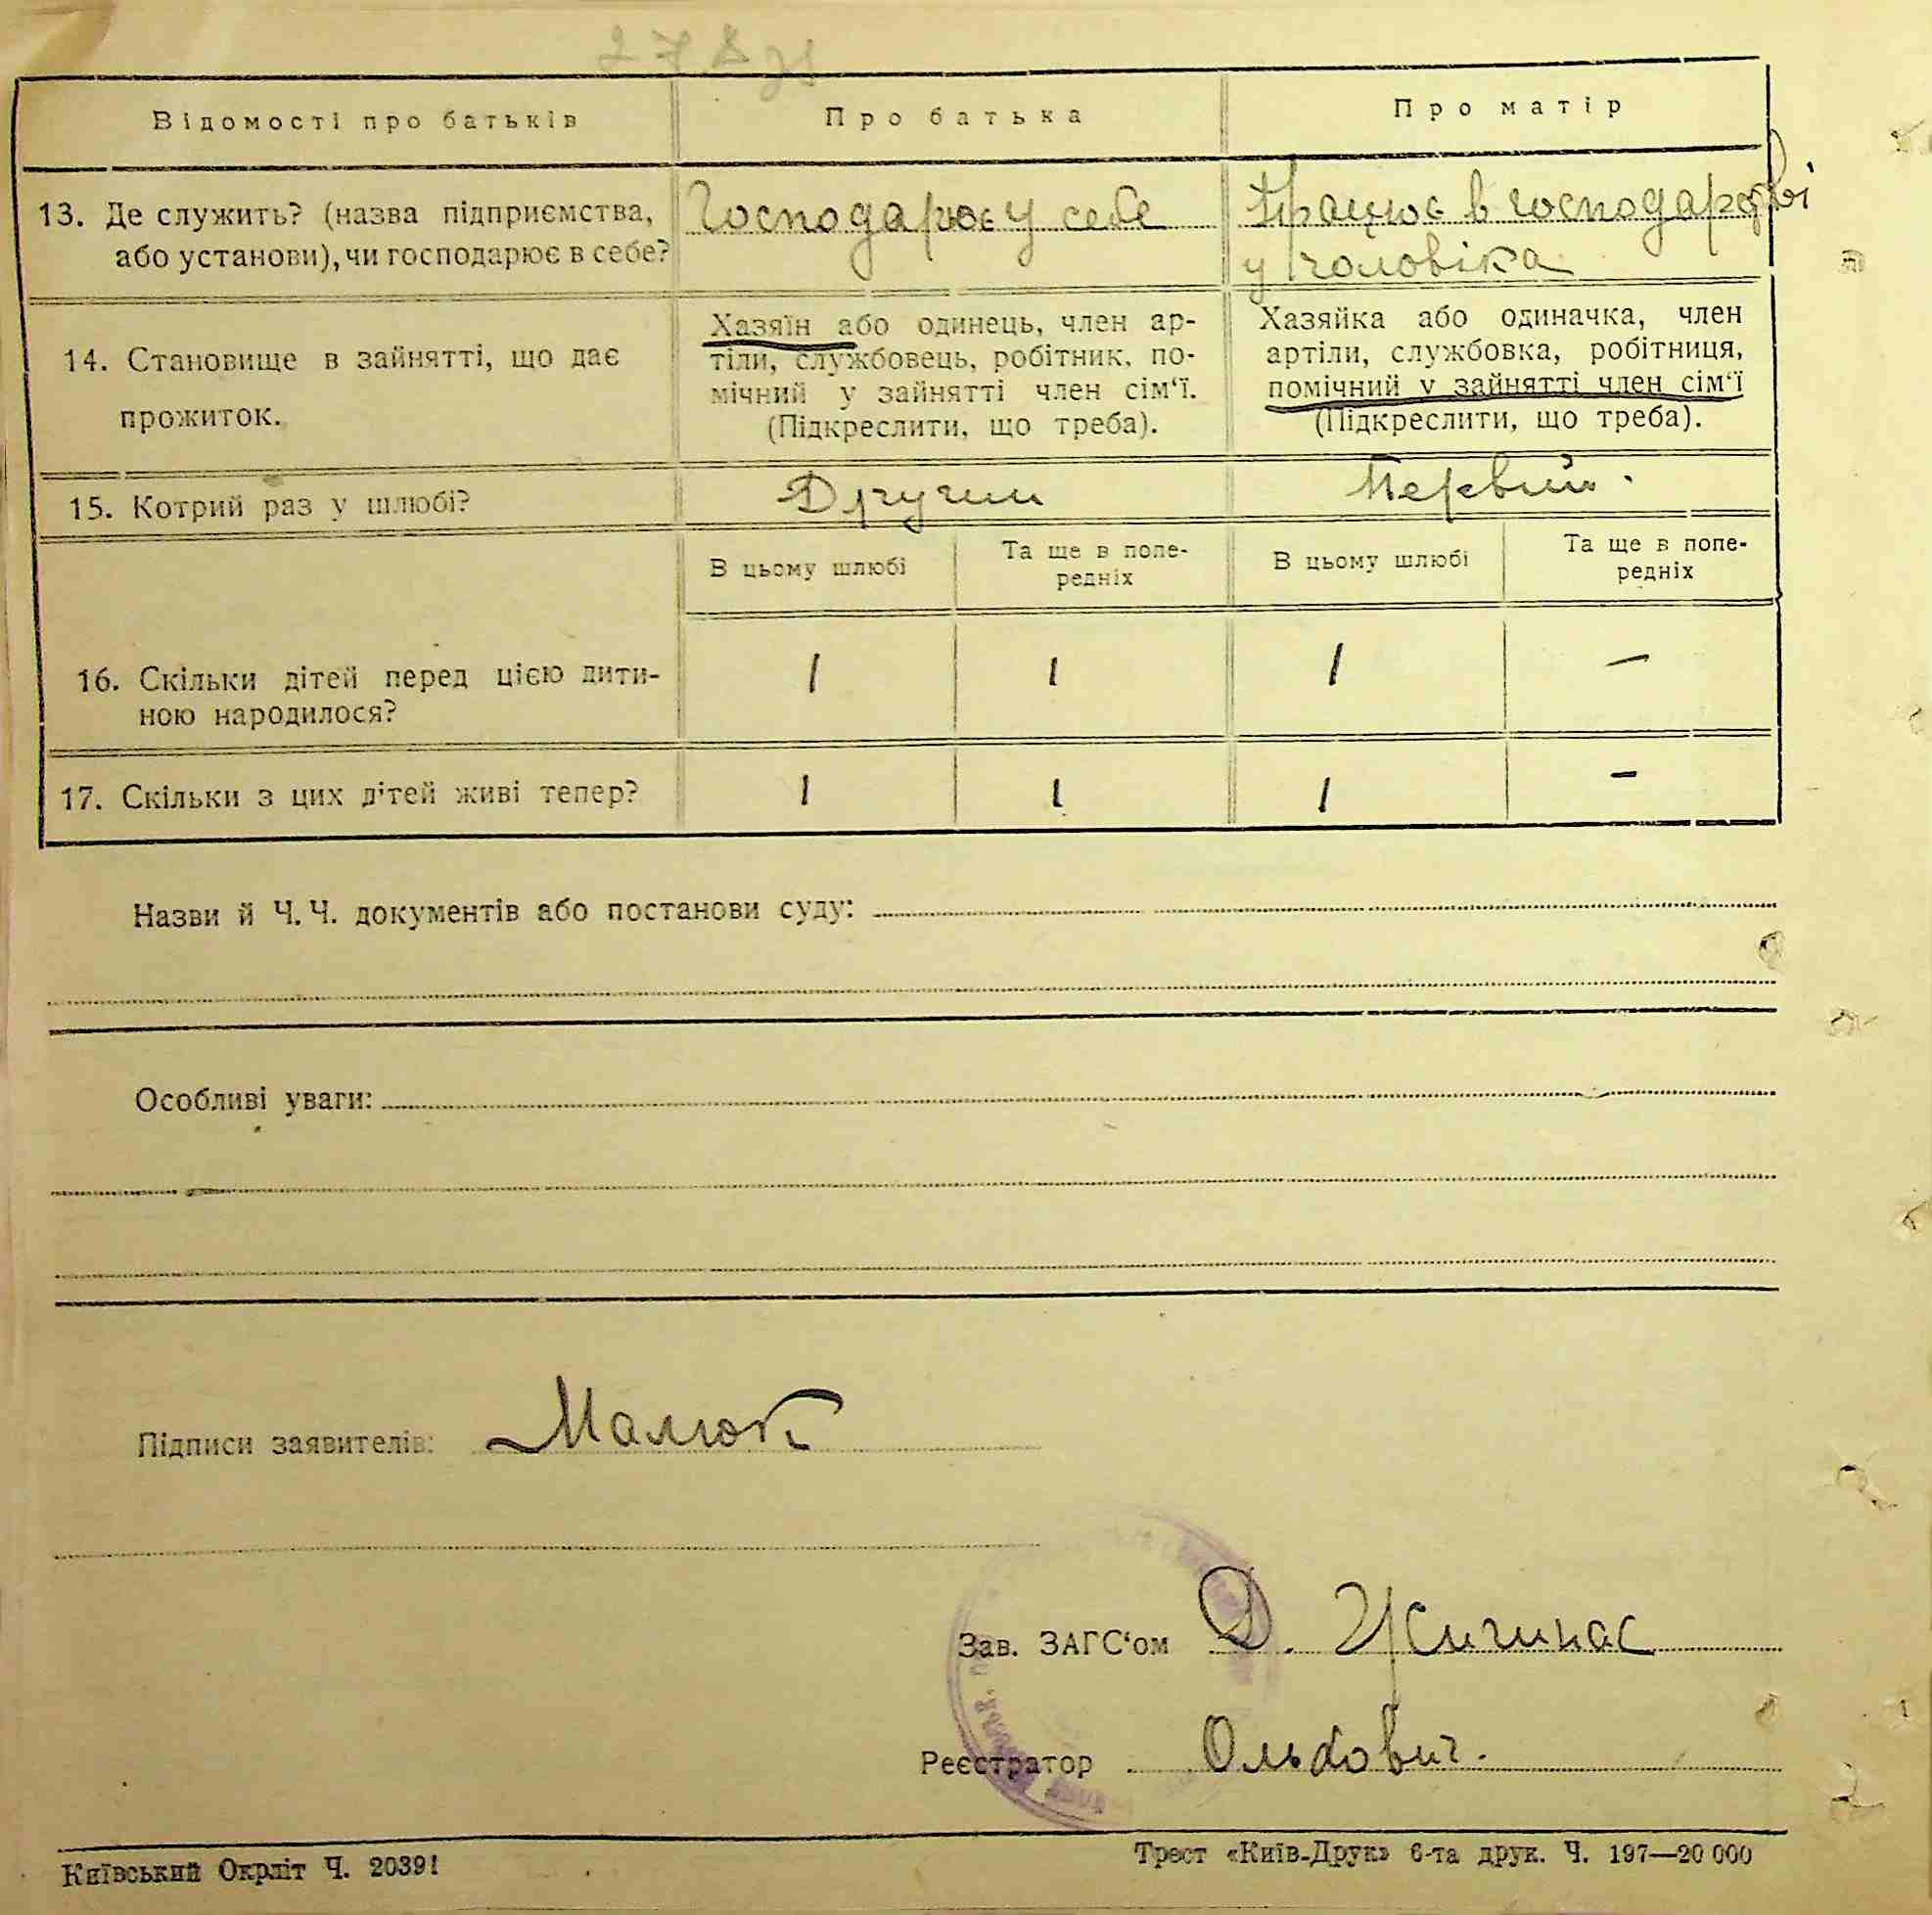 278
Відомості про батьків
Про батька
Про матір
13. Де служить? (назва підприємства,
або установи), чи господарює в себе?
Господарює у себе
Працює в господарстві
у чоловіка
14. Становище в зайнятті, що дає
прожиток.
Хазяїн або одинець, член ар-
тіли, службовець, робітник, по-
мічний у зайнятті член сім‘ї.
(Підкреслити, що треба).
Хазяйка або одиначка, член
артіли, службовка, робітниця,
помічний у зайнятті член сім‘ї
(Підкреслити, що треба).
15. Котрий раз у шлюбі?
Другий
Первий.
В цьому шлюбі
Та ще в попе-
редніх
В цьому шлюбі
Та ще в попе-
редніх
16. Скільки дітей перед цією дити-
ною народилося?
1
1
1
—
17. Скільки з цих дітей живі тепер?
1
1
1
—
Назви й Ч. Ч. документів або постанови суду:
Особливі уваги:
Підписи заявителів:
Малюк
Зав. ЗАГС‘ом
Д.
Реєстратор
Ольхович.
Київський Окрліт Ч. 20391
Трест «Київ-Друк» 6-та друк. Ч. 197—20 000